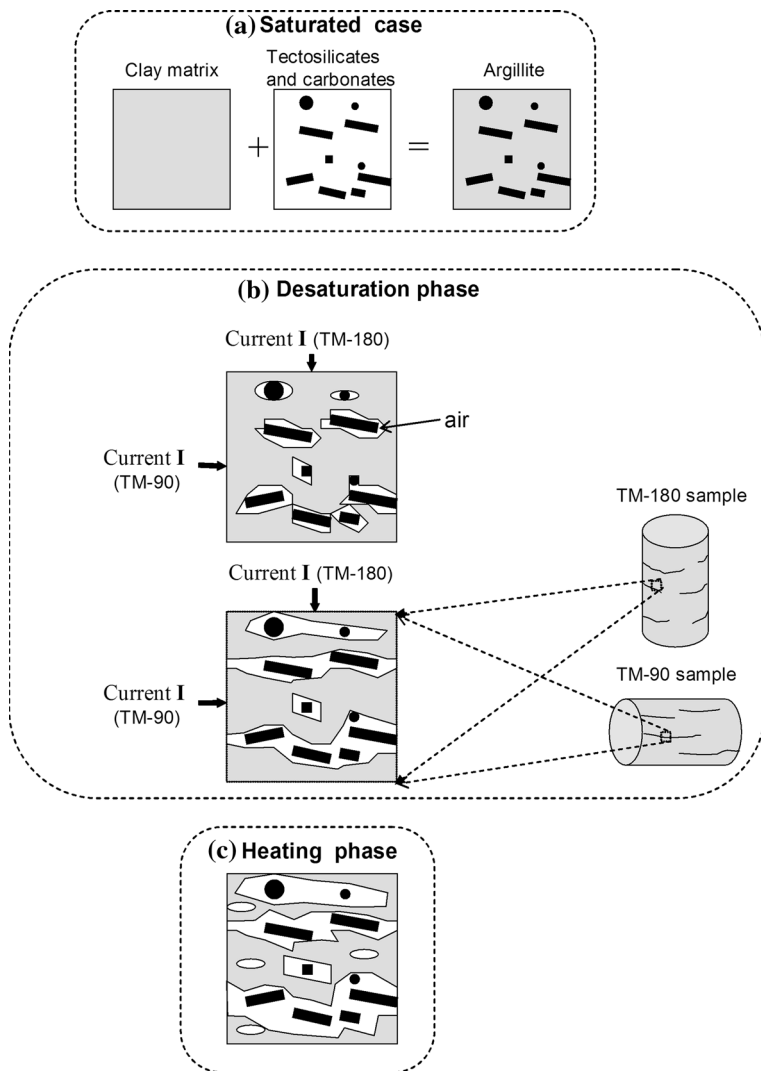 (a) Saturated case
Clay matrix
Tectosilicates
and carbonates
Argillite
+
=
(b) Desaturation phase
Current I (TM-180)
air
Current I
(TM-90)
TM-180 sample
Current I (TM-180)
TM-90 sample
Current I
(TM-90)
(c) Heating phase